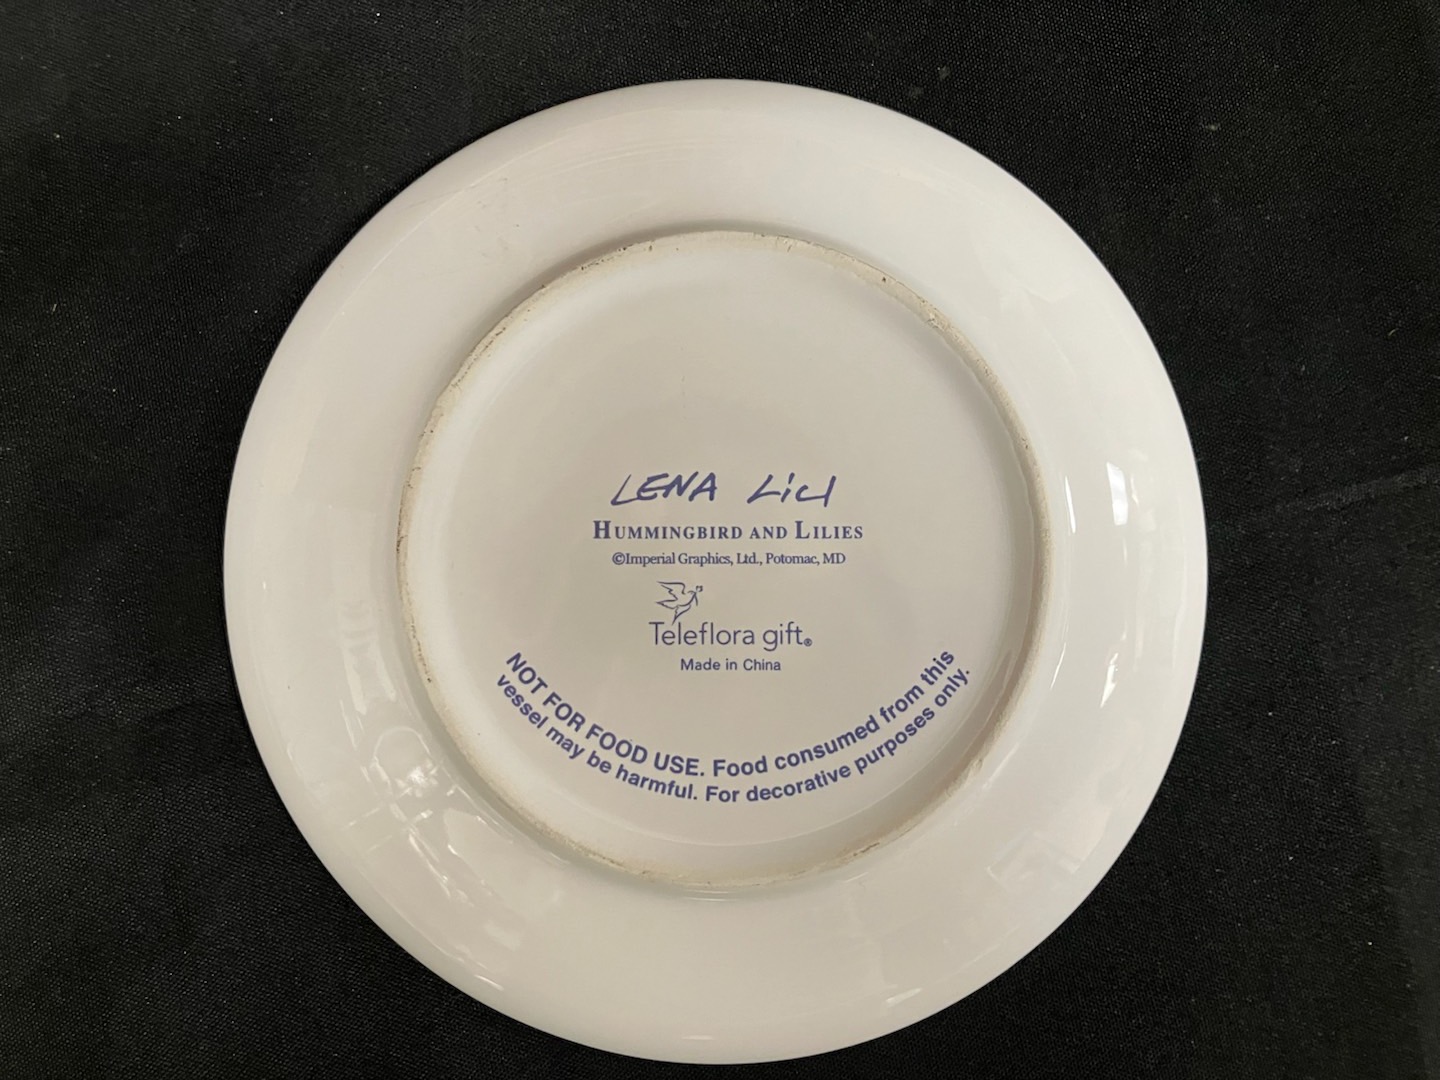 LENA LiU
HUMMINGBIRD AND LILIES
©Imperial Graphics, Ltd., Potomac, MD
Teleflora gift®
Made in China
NOT FOR FOOD USE. Food consumed from this
vessel may be harmful. For decorative purposes only.